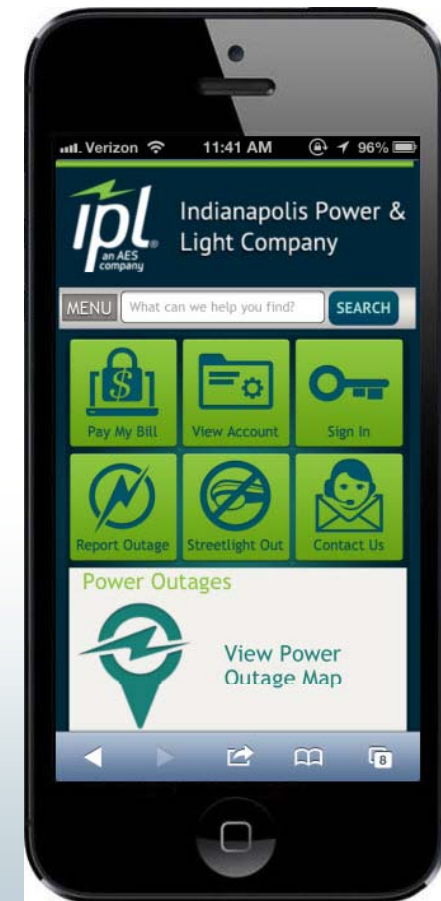 Verizon 11:41 AM 96%
ipl
an AES
company
Indianapolis Power &
Light Company
MENU What can we help you find? SEARCH
$
Pay My Bill View Account Sign In
Report Outage Streetlight Out Contact Us
Power Outages
View Power
Outage Map
8